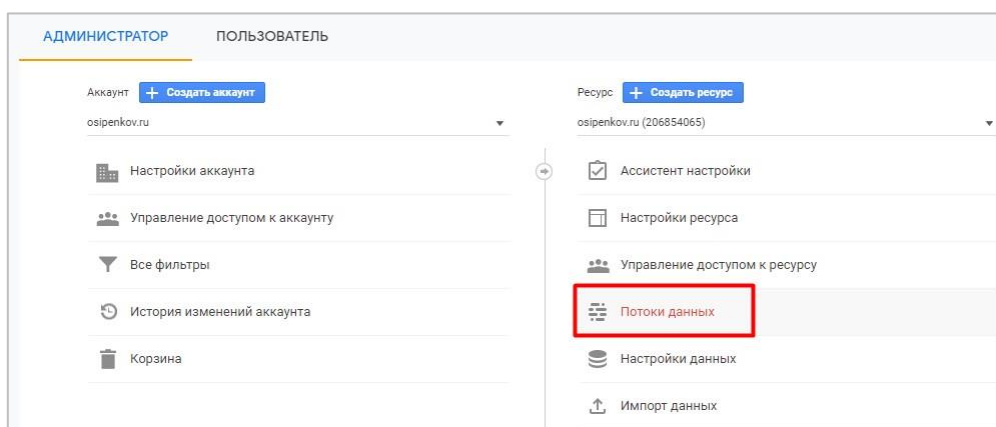 АДМИНИСТРАТОР ПОЛЬЗОВАТЕЛЬ
Аккаунт + Создать аккаунт
osipenkov.ru
Настройки аккаунта
Управление доступом к аккаунту
Все фильтры
История изменений аккаунта
Корзина
Ресурс + Создать ресурс
osipenkov.ru (206854065)
Ассистент настройки
Настройки ресурса
Управление доступом к ресурсу
Потоки данных
Настройки данных
Импорт данных